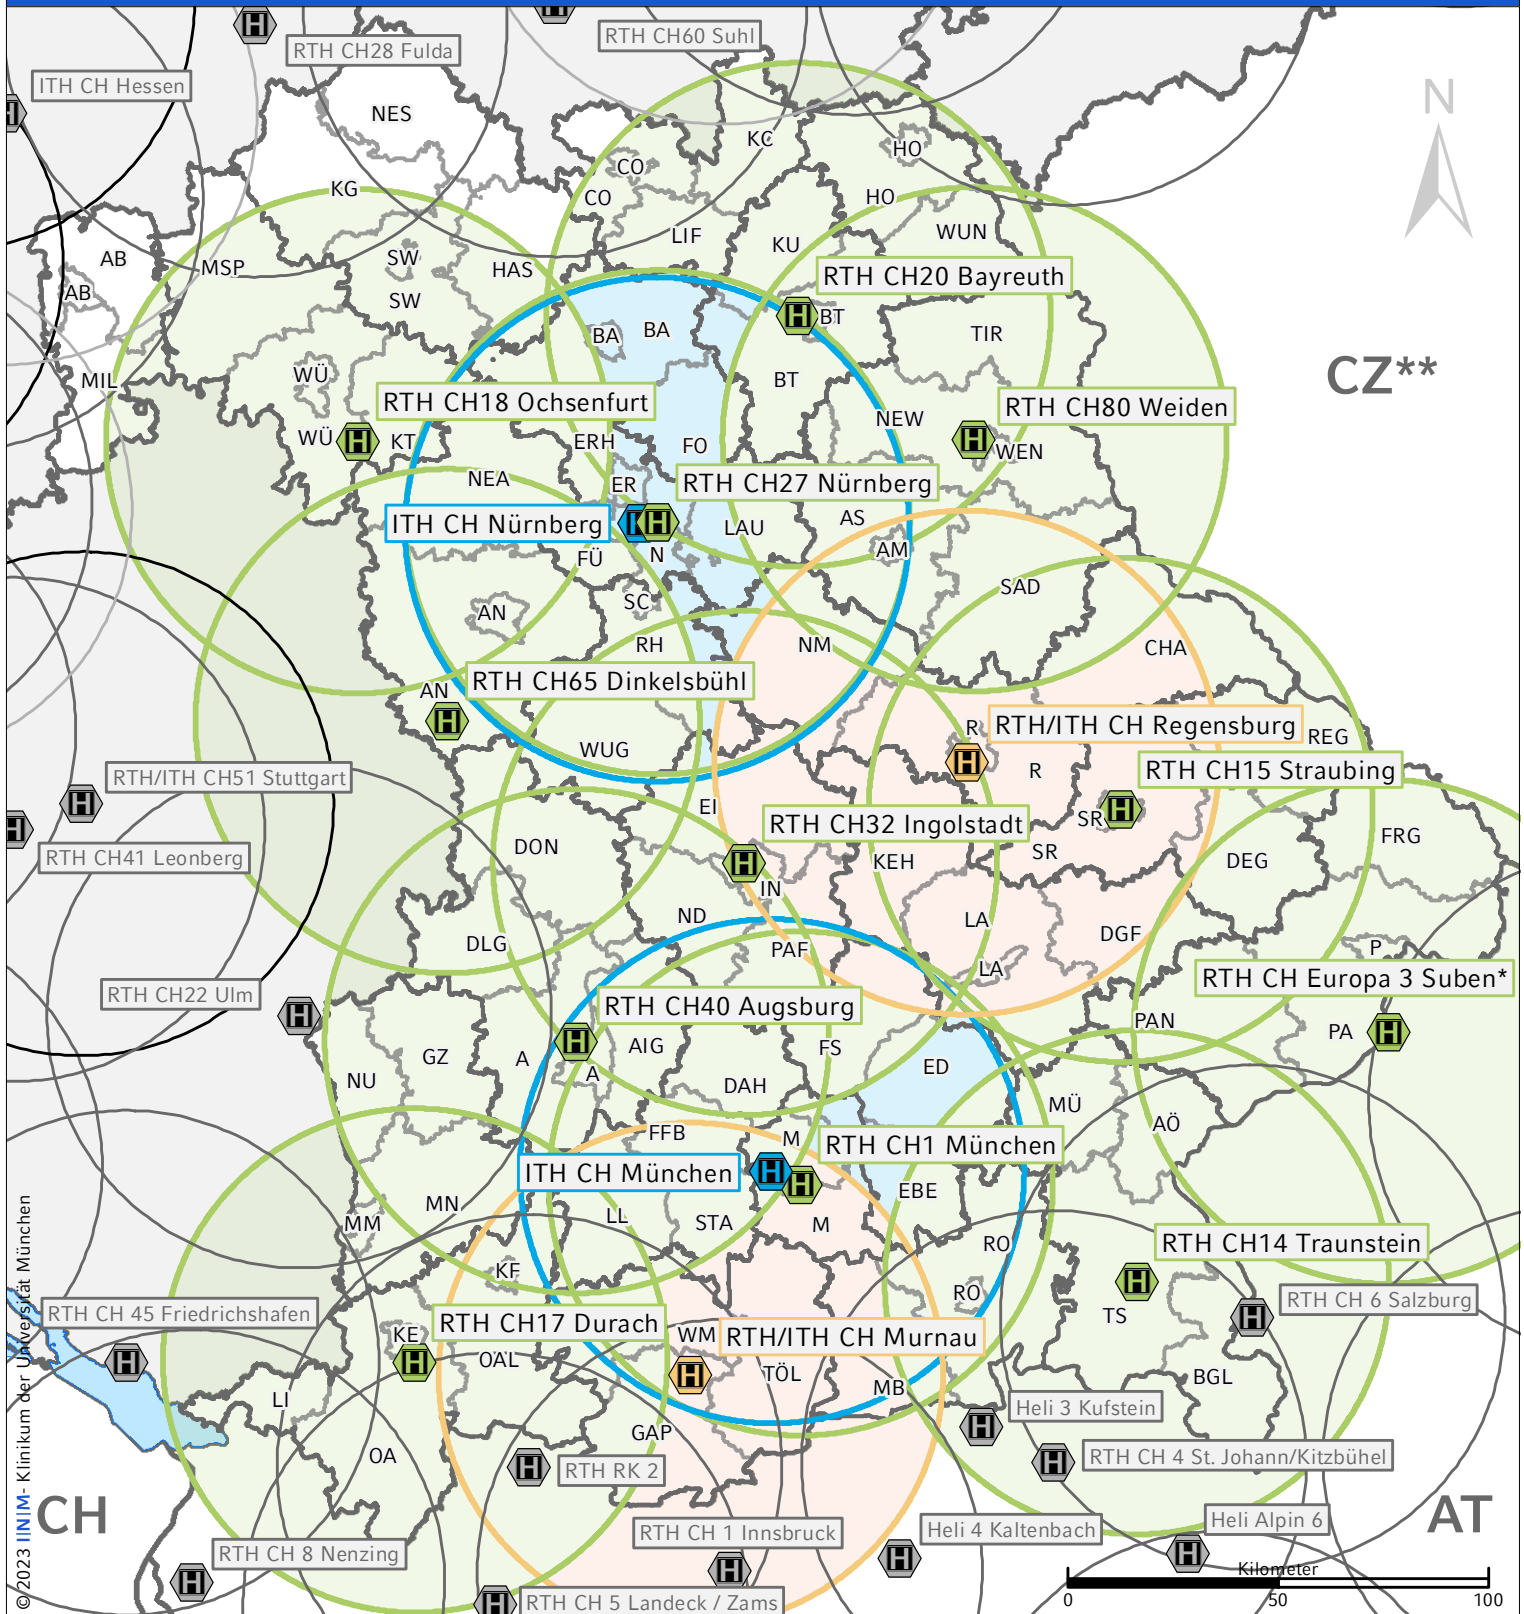 RTH CH60 Suhl
RTH CH28 Fulda
ITH CH Hessen
N
NES
KC
HO
CO
CO
KG
HO
LIF
KU
WUN
AB
MSP
SW
HAS
RTH CH20 Bayreuth
AB
SW
BT
BA
BA
TIR
MIL
WÜ
BT
CZ**
RTH CH18 Ochsenfurt
RTH CH80 Weiden
NEW
WÜ
KT
ERH
FO
WEN
NEA
ER
RTH CH27 Nürnberg
ITH CH Nürnberg
LAU
AS
FÜ
N
AM
SAD
AN
SC
RH
NM
CHA
AN
RTH CH65 Dinkelsbühl
R
RTH/ITH CH Regensburg
REG
WUG
R
RTH CH15 Straubing
RTH/ITH CH51 Stuttgart
EI
RTH CH32 Ingolstadt
SR
FRG
RTH CH41 Leonberg
DON
KEH
SR
DEG
IN
ND
LA
DGF
DLG
PAF
P
LA
RTH CH Europa 3 Suben*
RTH CH22 Ulm
RTH CH40 Augsburg
PAN
PA
GZ
A
AIG
FS
ED
NU
A
DAH
MÜ
AÖ
FFB
M
RTH CH1 München
ITH CH München
MN
EBE
MM
LL
STA
M
RO
RTH CH14 Traunstein
KF
RO
RTH CH 6 Salzburg
RTH CH 45 Friedrichshafen
TS
KE
RTH CH17 Durach
WM
RTH/ITH CH Murnau
OAL
TÖL
MB
BGL
LI
Heli 3 Kufstein
GAP
OA
RTH RK 2
RTH CH 4 St. Johann/Kitzbühel
CH
AT
Heli Alpin 6
RTH CH 1 Innsbruck
Heli 4 Kaltenbach
RTH CH 8 Nenzing
Kilometer
RTH CH 5 Landeck / Zams
0
50
100
©2023 I|N|M- Klinikum der Universität München